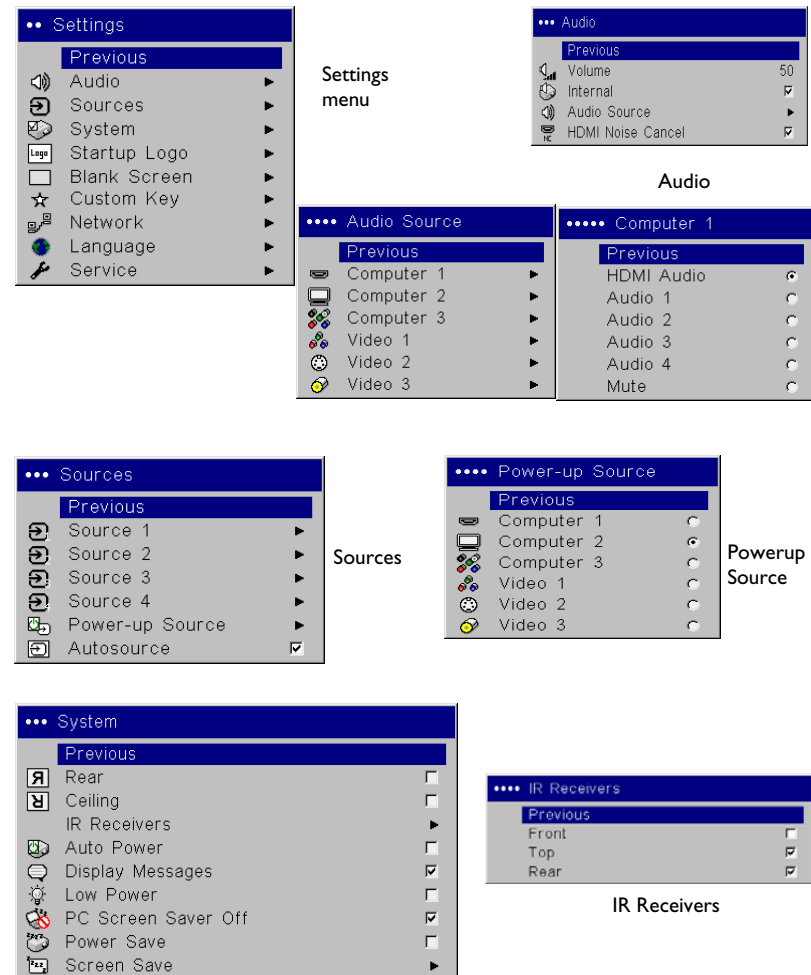 •• Settings
Previous
Audio
Sources
System
Logo Startup Logo
Blank Screen
Custom Key
Network
Language
Service
Settings
menu
••• Audio
Previous
Volume 50
Internal
Audio Source
NC HDMI Noise Cancel
Audio
•••• Audio Source
Previous
Computer 1
Computer 2
Computer 3
Video 1
Video 2
Video 3
••••• Computer 1
Previous
HDMI Audio
Audio 1
Audio 2
Audio 3
Audio 4
Mute
••• Sources
Previous
Source 1
Source 2
Source 3
Source 4
Power-up Source
Autosource
Sources
•••• Power-up Source
Previous
Computer 1
Computer 2
Computer 3
Video 1
Video 2
Video 3
Powerup
Source
••• System
Previous
Rear
Ceiling
IR Receivers
Auto Power
Display Messages
Low Power
PC Screen Saver Off
Power Save
Screen Save
•••• IR Receivers
Previous
Front
Top
Rear
IR Receivers